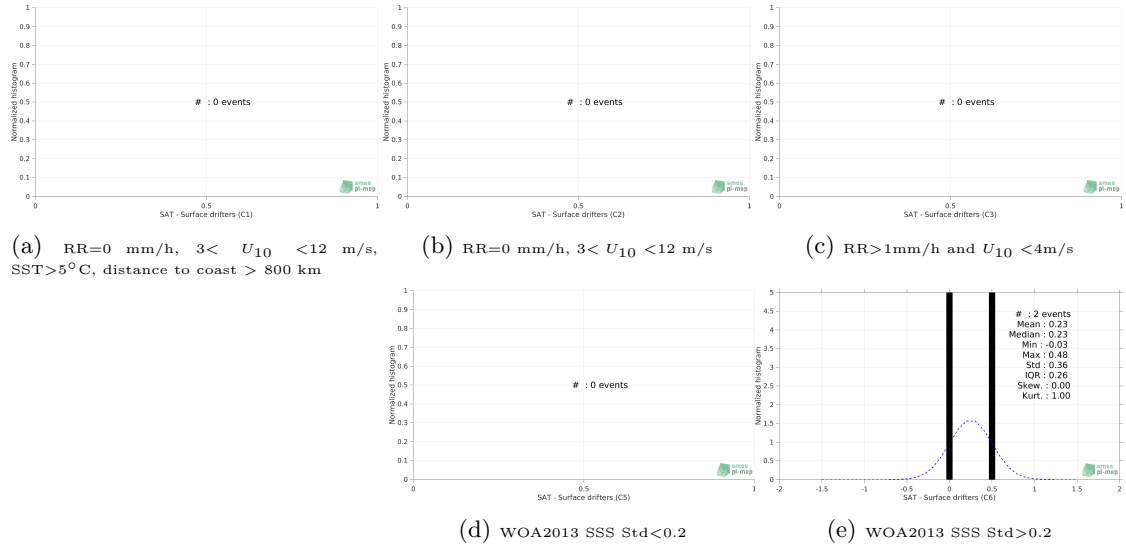 1
0.9
0.8
0.7
0.6
0.5
0.4
0.3
0.2
0.1
0
Normalized histogram
# : 0 events
smos
pi-mep
0 0.5 1
SAT - Surface drifters (C1)
1
0.9
0.8
0.7
0.6
0.5
0.4
0.3
0.2
0.1
0
Normalized histogram
# : 0 events
smos
pi-mep
0 0.5 1
SAT - Surface drifters (C2)
1
0.9
0.8
0.7
0.6
0.5
0.4
0.3
0.2
0.1
0
Normalized histogram
# : 0 events
smos
pi-mep
0 0.5 1
SAT - Surface drifters (C3)
(a) RR=0 mm/h, 3< U10 <12 m/s,
SST>5°C, distance to coast > 800 km
(b) RR=0 mm/h, 3< U10 <12 m/s
(c) RR>1mm/h and U10 <4m/s
1
0.9
0.8
0.7
0.6
0.5
0.4
0.3
0.2
0.1
0
Normalized histogram
# : 0 events
smos
pi-mep
0 0.5 1
SAT - Surface drifters (C5)
5
4.5
4
3.5
3
2.5
2
1.5
1
0.5
0
Normalized histogram
# : 2 events
Mean : 0.23
Median : 0.23
Min : -0.03
Max : 0.48
Std : 0.36
IQR : 0.26
Skew. : 0.00
Kurt. : 1.00
smos
pi-mep
-2 -1.5 -1 -0.5 0 0.5 1 1.5 2
SAT - Surface drifters (C6)
(d) WOA2013 SSS Std<0.2
(e) WOA2013 SSS Std>0.2